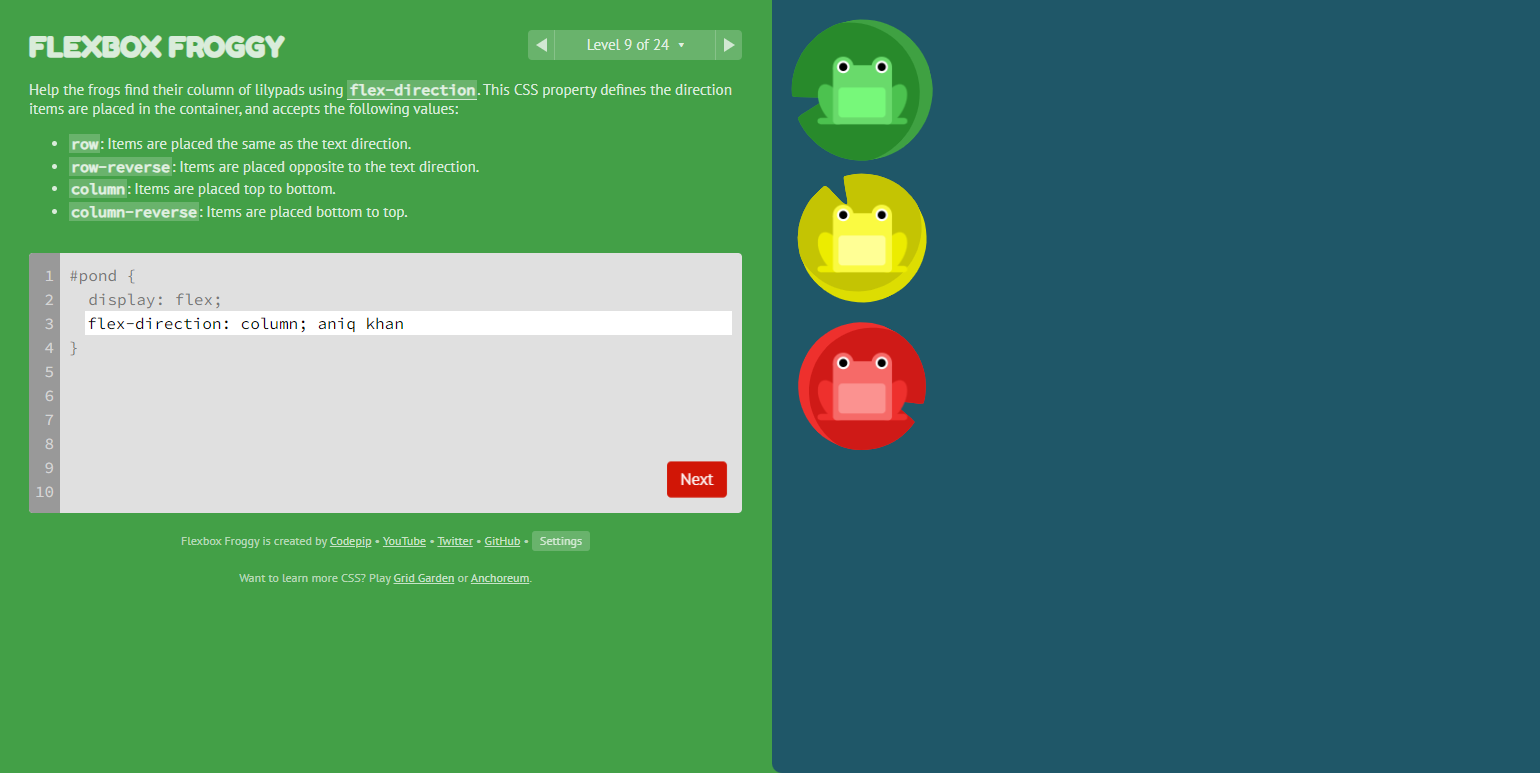 FLEXBOX FROGGY
Level 9 of 24
Help the frogs find their column of lilypads using flex-direction. This CSS property defines the direction
items are placed in the container, and accepts the following values:
row: Items are placed the same as the text direction.
row-reverse: Items are placed opposite to the text direction.
column: Items are placed top to bottom.
column-reverse: Items are placed bottom to top.
1 #pond {
2 display: flex;
3 flex-direction: column; aniq khan
4 }
5
6
7
8
9
10
Next
Flexbox Froggy is created by Codepip • YouTube • Twitter • GitHub • Settings
Want to learn more CSS? Play Grid Garden or Anchoreum.